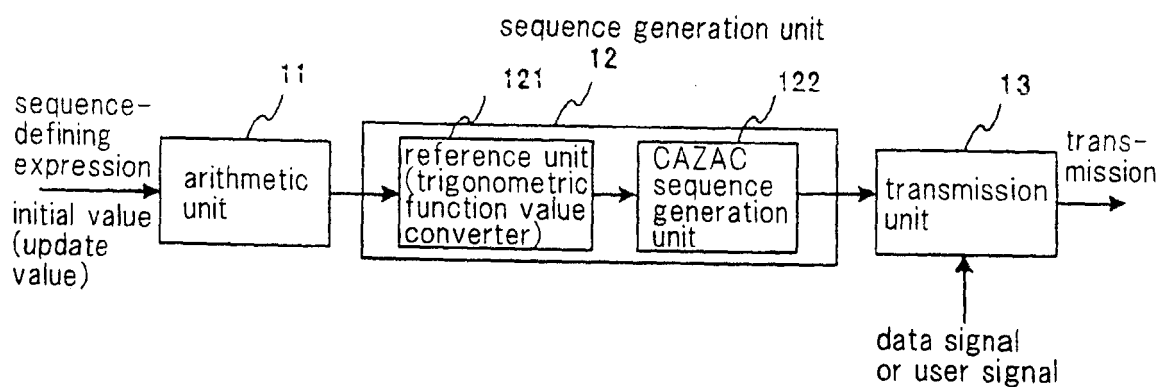 sequence generation unit
11
121
12
122
13
sequence-
defining
expression
initial value
(update
value)
arithmetic
unit
reference unit
(trigonometric
function value
converter)
CAZAC
sequence
generation
unit
transmission
unit
trans-
mission
data signal
or user signal